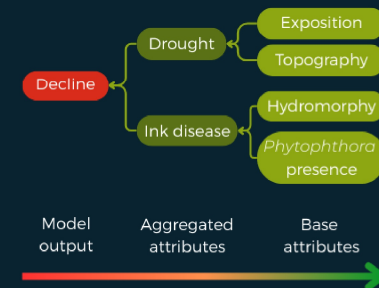 Exposition
Drought
Topography
Decline
Hydromorphy
Ink disease
Phytophthora
presence
Model
output
Aggregated
attributes
Base
attributes